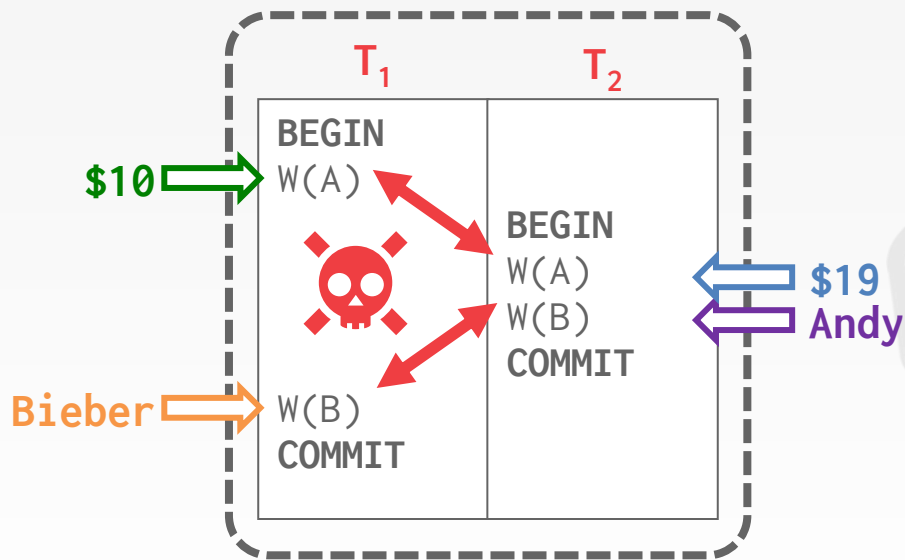 T1 T2
BEGIN
$10 W(A)
BEGIN
W(A) $19
W(B) Andy
COMMIT
Bieber W(B)
COMMIT